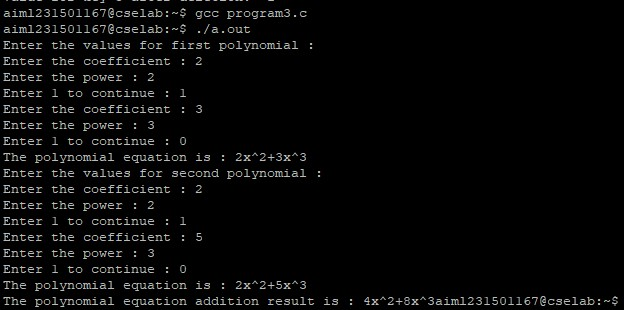 aiml231501167@cselab:~$ gcc program3.c
aiml231501167@cselab:~$ ./a.out
Enter the values for first polynomial :
Enter the coefficient : 2
Enter the power : 2
Enter 1 to continue : 1
Enter the coefficient : 3
Enter the power : 3
Enter 1 to continue : 0
The polynomial equation is : 2x^2+3x^3
Enter the values for second polynomial :
Enter the coefficient : 2
Enter the power : 2
Enter 1 to continue : 1
Enter the coefficient : 5
Enter the power : 3
Enter 1 to continue : 0
The polynomial equation is : 2x^2+5x^3
The polynomial equation addition result is : 4x^2+8x^3aiml231501167@cselab:~$